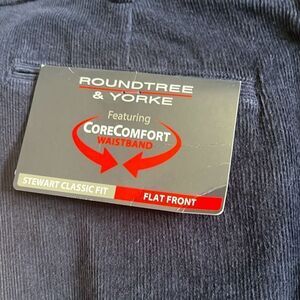 ROUNDTREE
& YORKE
Featuring
CORECOMFORT
WAISTBAND
STEWART CLASSIC FIT
FLAT FRONT